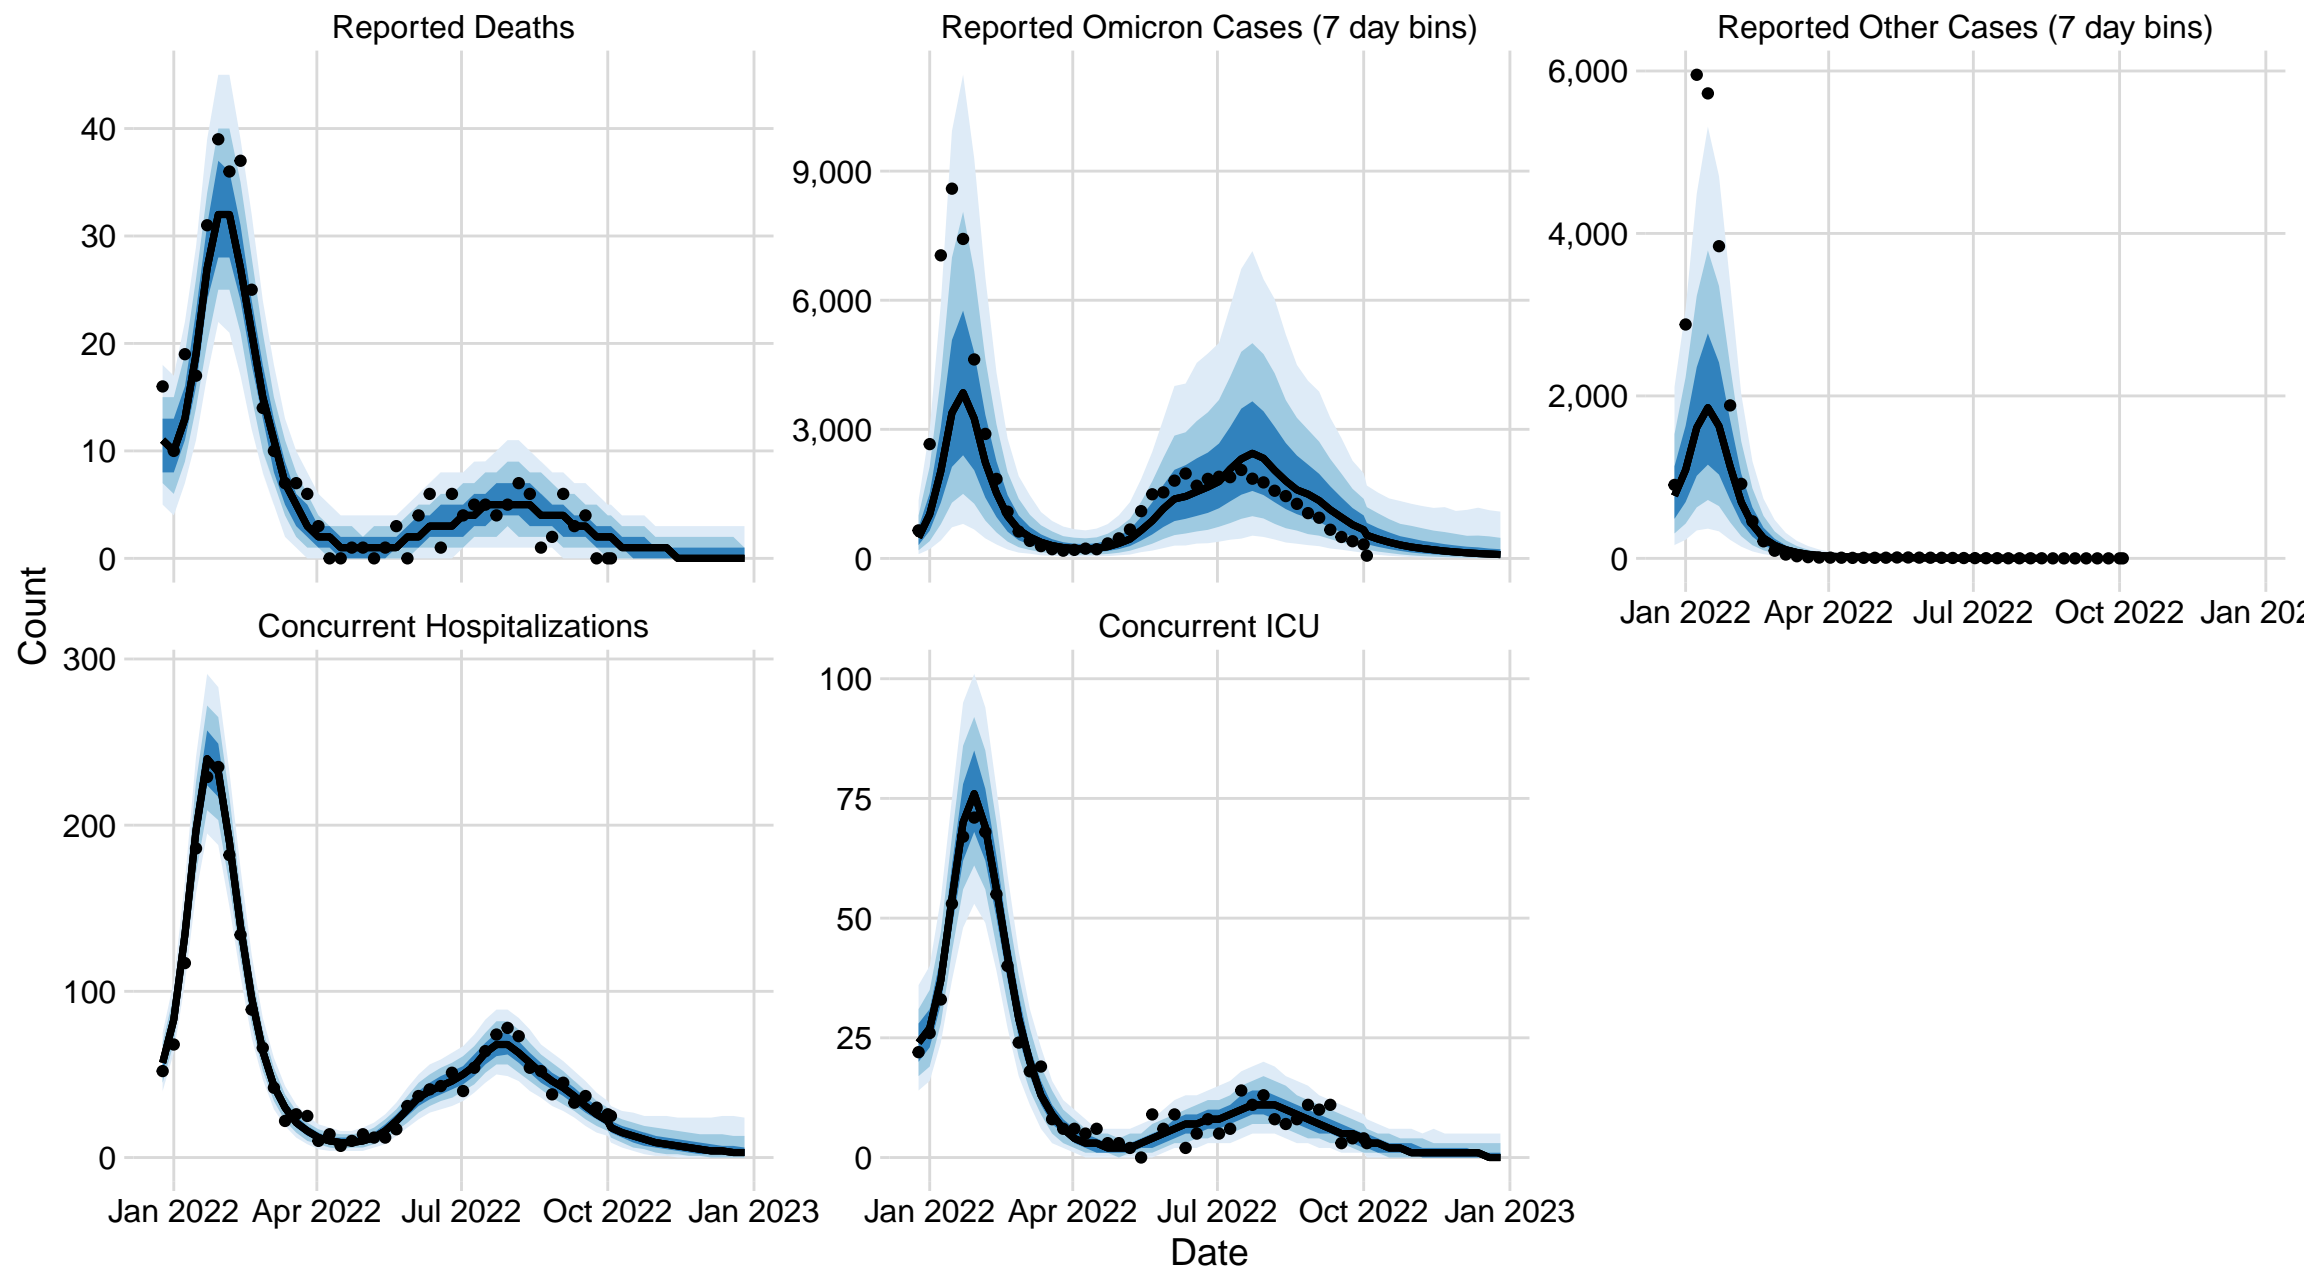 Reported Deaths
Reported Omicron Cases (7 day bins)
Reported Other Cases (7 day bins)
40
30
20
10
0
9,000
6,000
3,000
0
6,000
4,000
2,000
0
Jan 2022 Apr 2022 Jul 2022 Oct 2022 Jan 202
Count
Concurrent Hospitalizations
Concurrent ICU
300
200
100
0
100
75
50
25
0
Jan 2022 Apr 2022 Jul 2022 Oct 2022 Jan 2023
Jan 2022 Apr 2022 Jul 2022 Oct 2022 Jan 2023
Date